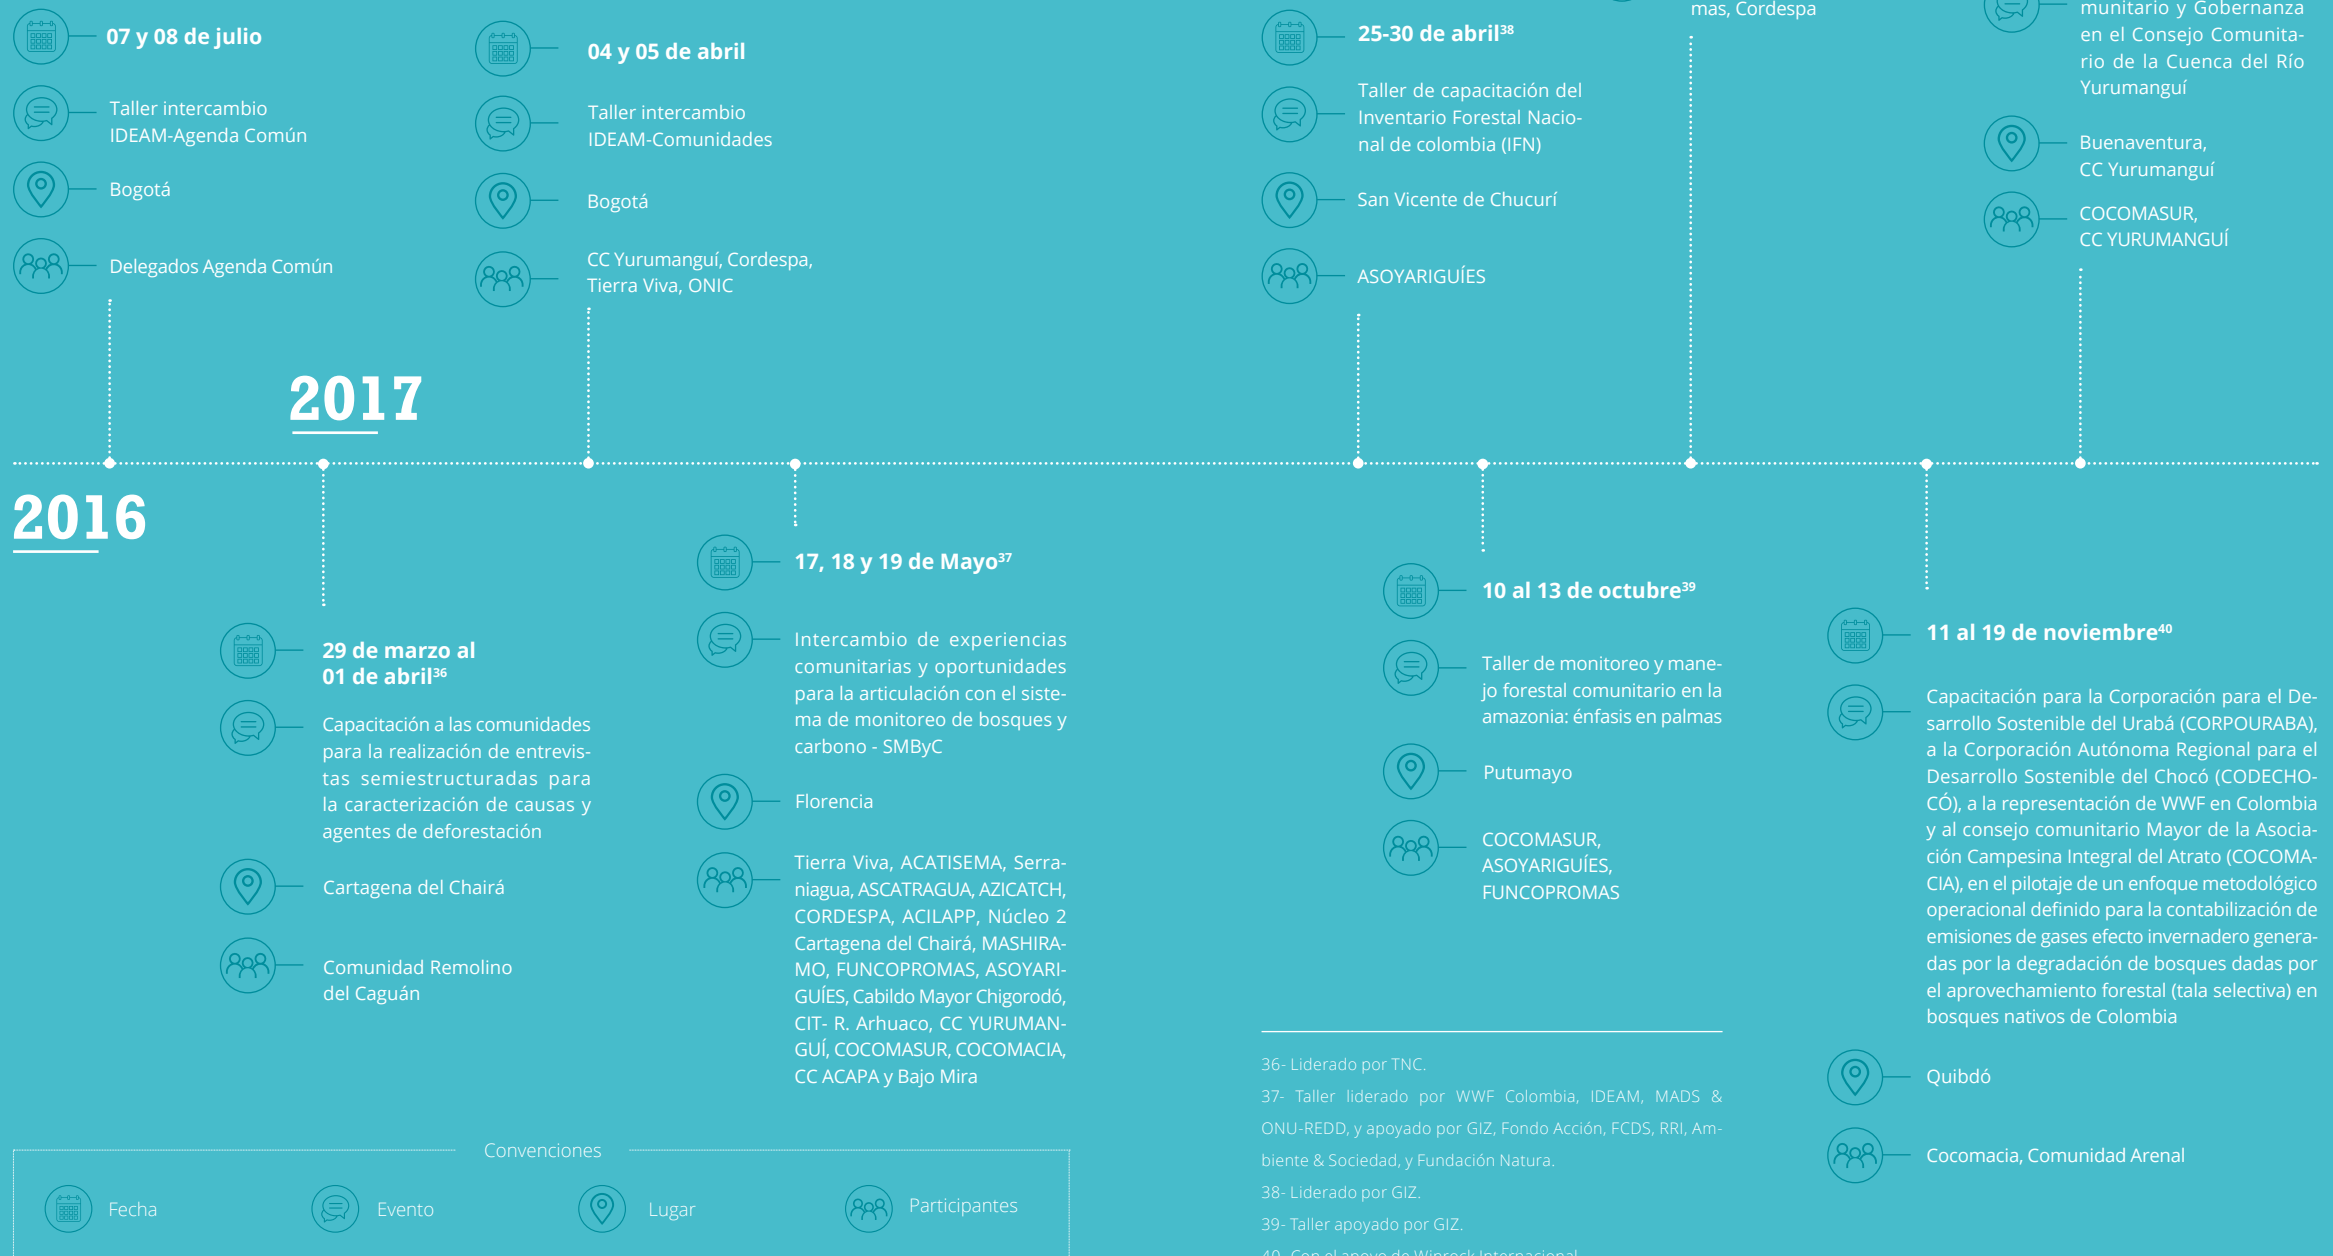 07 y 08 de julio
Taller intercambio
IDEAM-Agenda Común
Bogotá
Delegados Agenda Común
04 y 05 de abril
Taller intercambio
IDEAM-Comunidades
Bogotá
CC Yurumanguí, Cordespa,
Tierra Viva, ONIC
25-30 de abril38
Taller de capacitación del
Inventario Forestal Nacio-
nal de colombia (IFN)
San Vicente de Chucurí
ASOYARIGUÍES
mas, Cordespa
munitario y Gobernanza
en el Consejo Comunita-
rio de la Cuenca del Río
Yurumanguí
Buenaventura,
CC Yurumanguí
COCOMASUR,
CC YURUMANGUÍ
2017
2016
29 de marzo al
01 de abril36
Capacitación a las comunidades
para la realización de entrevis-
tas semiestructuradas para
la caracterización de causas y
agentes de deforestación
Cartagena del Chairá
Comunidad Remolino
del Caguán
17, 18 y 19 de Mayo37
Intercambio de experiencias
comunitarias y oportunidades
para la articulación con el siste-
ma de monitoreo de bosques y
carbono - SMByC
Florencia
Tierra Viva, ACATISEMA, Serra-
niagua, ASCATRAGUA, AZICATCH,
CORDESPA, ACILAPP, Núcleo 2
Cartagena del Chairá, MASHIRA-
MO, FUNCOPROMAS, ASOYARI-
GUÍES, Cabildo Mayor Chigorodó,
CIT- R. Arhuaco, CC YURUMAN-
GUÍ, COCOMASUR, COCOMACIA,
CC ACAPA y Bajo Mira
10 al 13 de octubre39
Taller de monitoreo y mane-
jo forestal comunitario en la
amazonia: énfasis en palmas
Putumayo
COCOMASUR,
ASOYARIGUÍES,
FUNCOPROMAS
11 al 19 de noviembre40
Capacitación para la Corporación para el De-
sarrollo Sostenible del Urabá (CORPOURABA),
a la Corporación Autónoma Regional para el
Desarrollo Sostenible del Chocó (CODECHO-
CÓ), a la representación de WWF en Colombia
y al consejo comunitario Mayor de la Asocia-
ción Campesina Integral del Atrato (COCOMA-
CIA), en el pilotaje de un enfoque metodológico
operacional definido para la contabilización de
emisiones de gases efecto invernadero genera-
das por la degradación de bosques dadas por
el aprovechamiento forestal (tala selectiva) en
bosques nativos de Colombia
Quibdó
Cocomacia, Comunidad Arenal
36- Liderado por TNC.
37- Taller liderado por WWF Colombia, IDEAM, MADS &
ONU-REDD, y apoyado por GIZ, Fondo Acción, FCDS, RRI, Am-
biente & Sociedad, y Fundación Natura.
38- Liderado por GIZ.
39- Taller apoyado por GIZ.
40- Con el apoyo de Winrock Internacional
Convenciones
Fecha
Evento
Lugar
Participantes